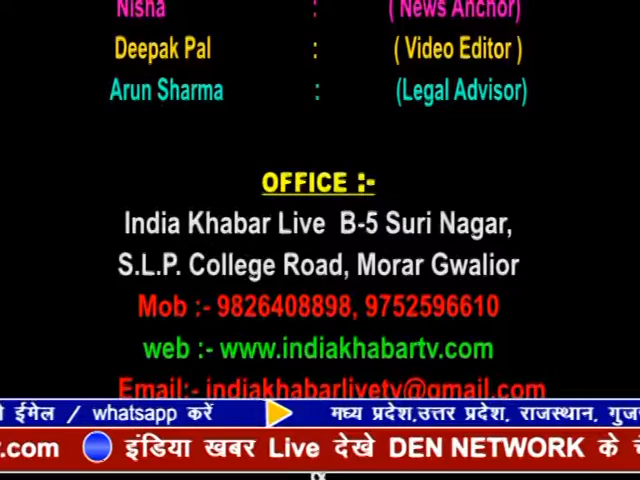 Nisha : ( News Anchor)
Deepak Pal : ( Video Editor )
Arun Sharma : (Legal Advisor)
OFFICE :-
India Khabar Live B-5 Suri Nagar,
S.L.P. College Road, Morar Gwalior
Mob :- 9826408898, 9752596610
web :- www.indiakhabartv.com
Email:- indiakhabarlivetv@gmail.com
ईमेल / whatsapp करें मध्य प्रदेश,उत्तर प्रदेश, राजस्थान,
.com इंडिया खबर Live देखे DEN NETWORK के